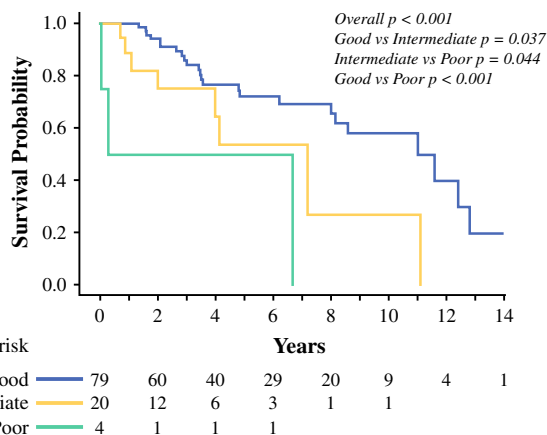 Overall p < 0.001
Good vs Intermediate p = 0.037
Intermediate vs Poor p = 0.044
Good vs Poor p < 0.001
Survival Probability
1.0
0.8
0.6
0.4
0.2
0.0
0 2 4 6 8 10 12 14
Years
risk
ood 79 60 40 29 20 9 4 1
iate 20 12 6 3 1 1
Poor 4 1 1 1